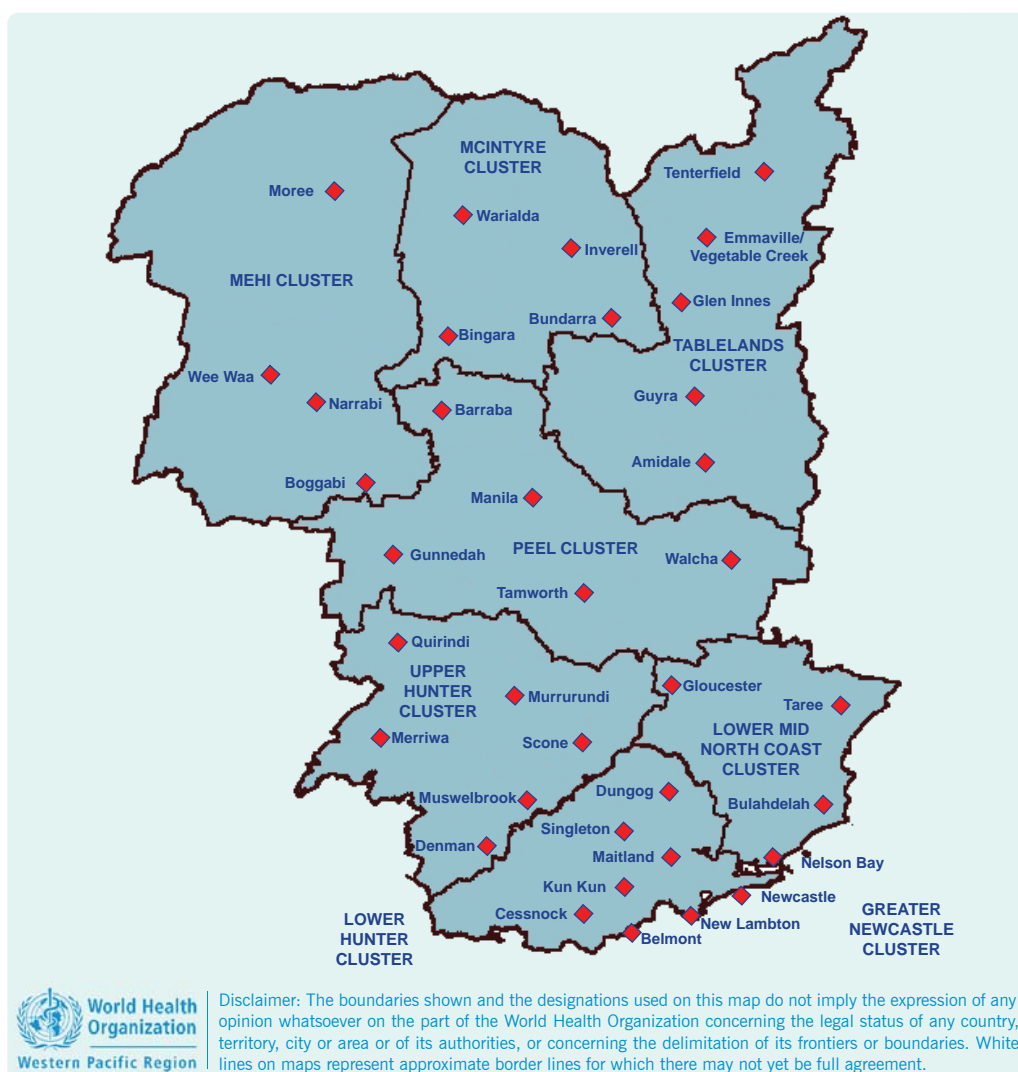 MCINTYRE
CLUSTER
Tenterfield
Moree
Warialda
Emmaville/
Vegetable Creek
Inverell
MEHI CLUSTER
Glen Innes
Bundarra
Bingara
TABLELANDS
CLUSTER
Wee Waa
Narrabi
Barraba
Guyra
Amidale
Boggabi
Manila
PEEL CLUSTER
Gunnedah
Walcha
Tamworth
Quirindi
UPPER
HUNTER
CLUSTER
Murrurundi
Gloucester
Taree
Merriwa
Scone
LOWER MID
NORTH COAST
CLUSTER
Muswelbrook
Dungog
Bulahdelah
Singleton
Denman
Maitland
Nelson Bay
Kun Kun
Newcastle
Cessnock
New Lambton
Belmont
LOWER
HUNTER
CLUSTER
GREATER
NEWCASTLE
CLUSTER
World Health
Organization
Western Pacific Region
Disclaimer: The boundaries shown and the designations used on this map do not imply the expression of any
opinion whatsoever on the part of the World Health Organization concerning the legal status of any country,
territory, city or area or of its authorities, or concerning the delimitation of its frontiers or boundaries. White
lines on maps represent approximate border lines for which there may not yet be full agreement.